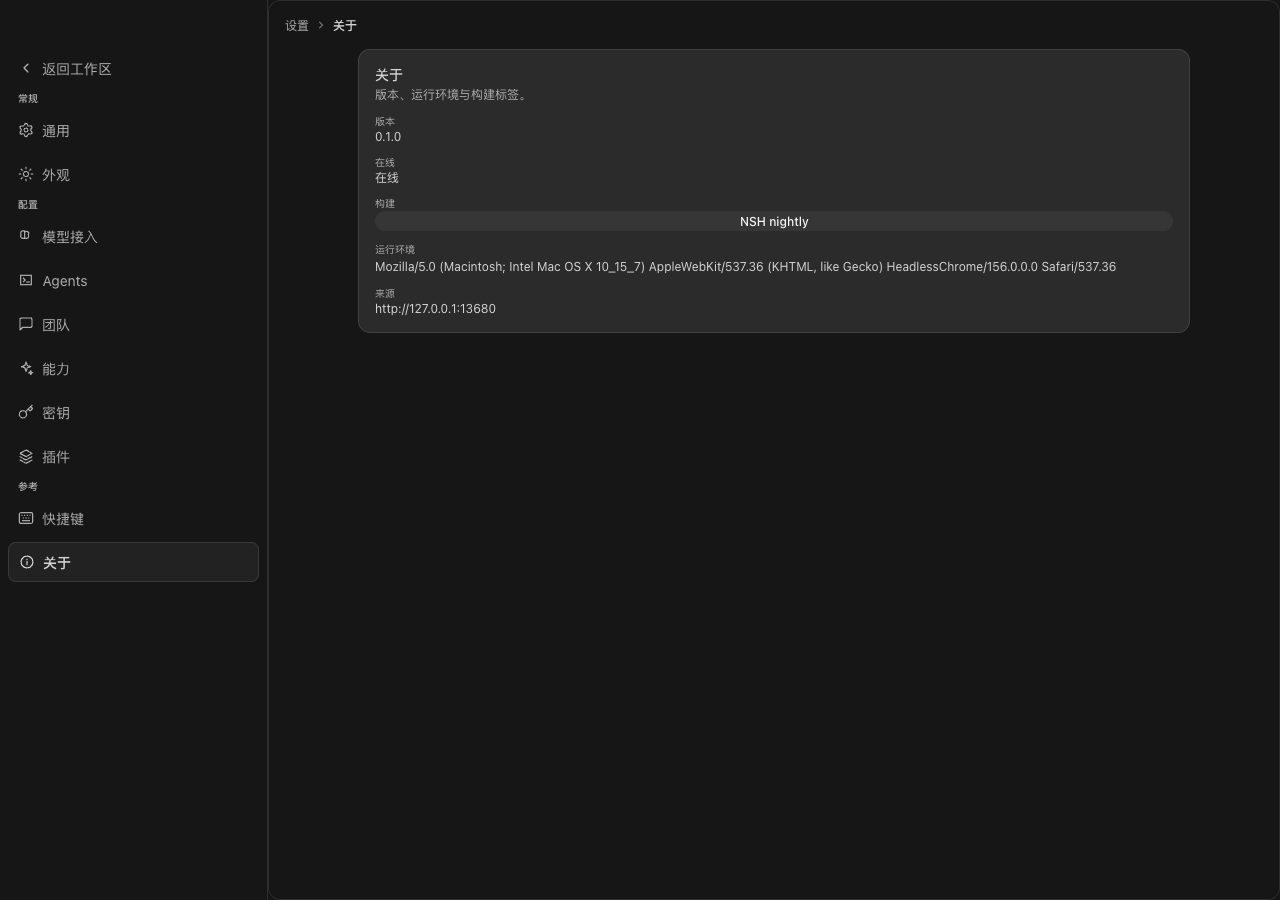 返回工作区
常规
通用
外观
配置
模型接入
Agents
团队
能力
密钥
插件
参考
快捷键
关于
设置 > 关于
关于
版本、运行环境与构建标签。
版本
0.1.0
在线
在线
构建
NSH nightly
运行环境
Mozilla/5.0 (Macintosh; Intel Mac OS X 10_15_7) AppleWebKit/537.36 (KHTML, like Gecko) HeadlessChrome/156.0.0.0 Safari/537.36
来源
http://127.0.0.1:13680